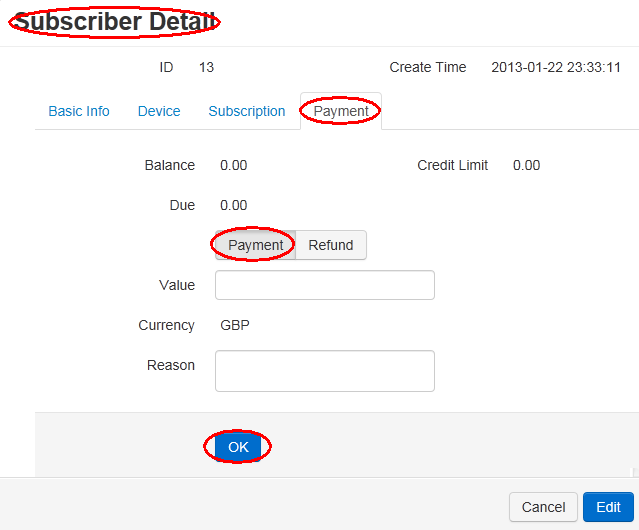 Subscriber Detail
ID 13 Create Time 2013-01-22 23:33:11
Basic Info Device Subscription Payment
Balance 0.00 Credit Limit 0.00
Due 0.00
Payment Refund
Value
Currency GBP
Reason
OK
Cancel Edit